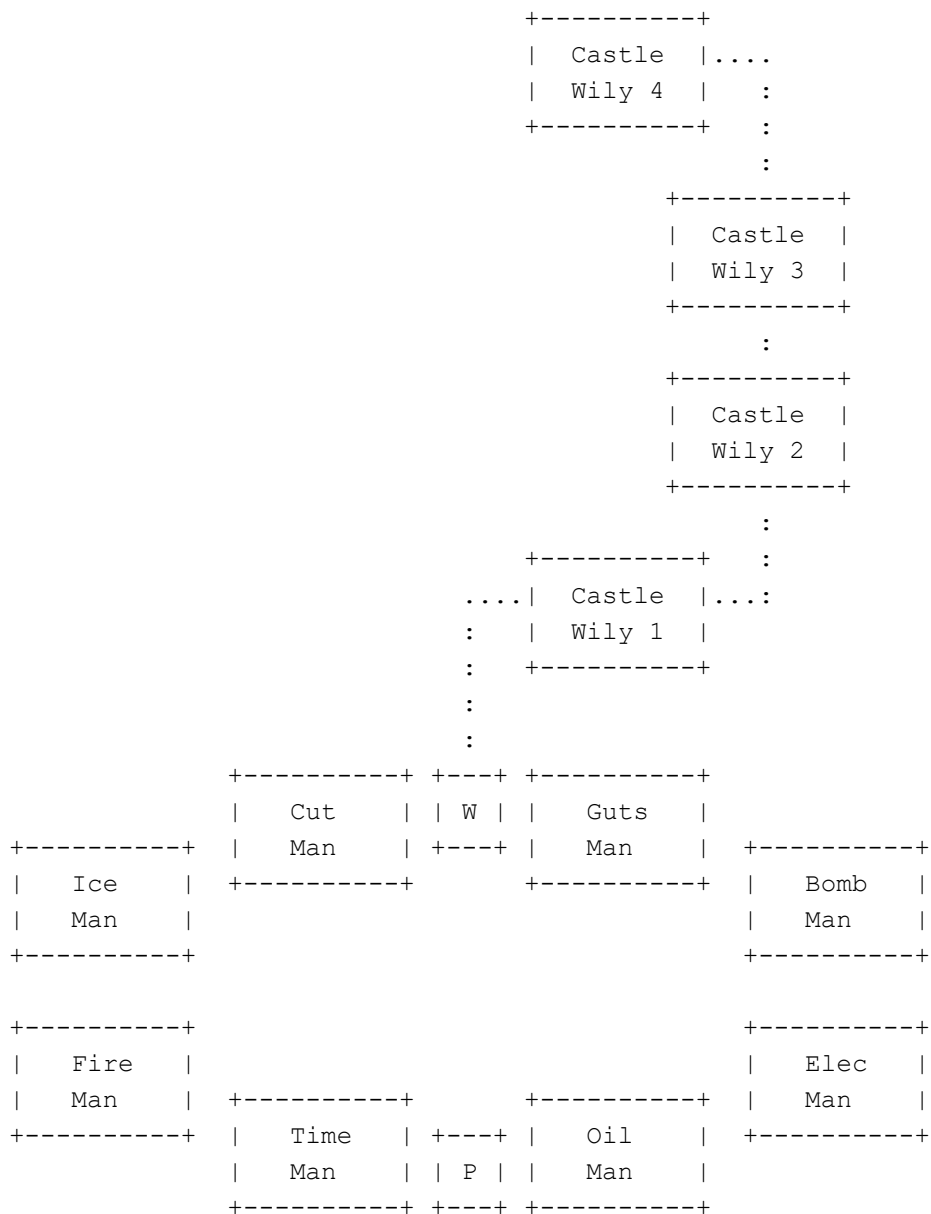 +----------+
|  Castle  |....
|  Wily 4  |   :
+----------+   :
               :
+----------+
|  Castle  |
|  Wily 3  |
+----------+
     :
+----------+
|  Castle  |
|  Wily 2  |
+----------+
     :
    +----------+   :
....|  Castle  |...:
:   |  Wily 1  |
:   +----------+
:
:
             +----------+ +---+ +----------+
             |   Cut    | | W | |   Guts   |
+----------+ |   Man    | +---+ |   Man    |  +----------+
|   Ice    | +----------+       +----------+  |   Bomb   |
|   Man    |                                  |   Man    |
+----------+                                  +----------+
+----------+                                  +----------+
|   Fire   |                                  |   Elec   |
|   Man    | +----------+       +----------+  |   Man    |
+----------+ |   Time   | +---+ |   Oil    |  +----------+
             |   Man    | | P | |   Man    |
             +----------+ +---+ +----------+